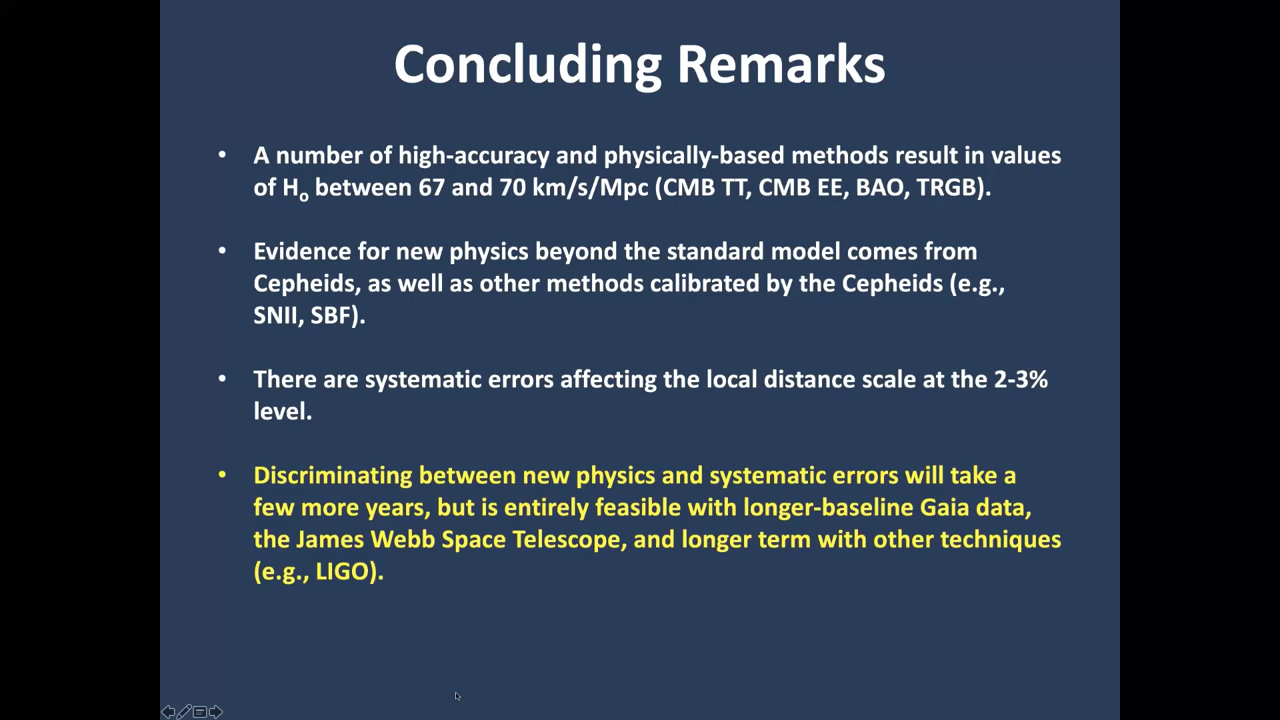 Concluding Remarks
• A number of high-accuracy and physically-based methods result in values
of Ho between 67 and 70 km/s/Mpc (CMB TT, CMB EE, BAO, TRGB).
• Evidence for new physics beyond the standard model comes from
Cepheids, as well as other methods calibrated by the Cepheids (e.g.,
SNII, SBF).
• There are systematic errors affecting the local distance scale at the 2-3%
level.
• Discriminating between new physics and systematic errors will take a
few more years, but is entirely feasible with longer-baseline Gaia data,
the James Webb Space Telescope, and longer term with other techniques
(e.g., LIGO).